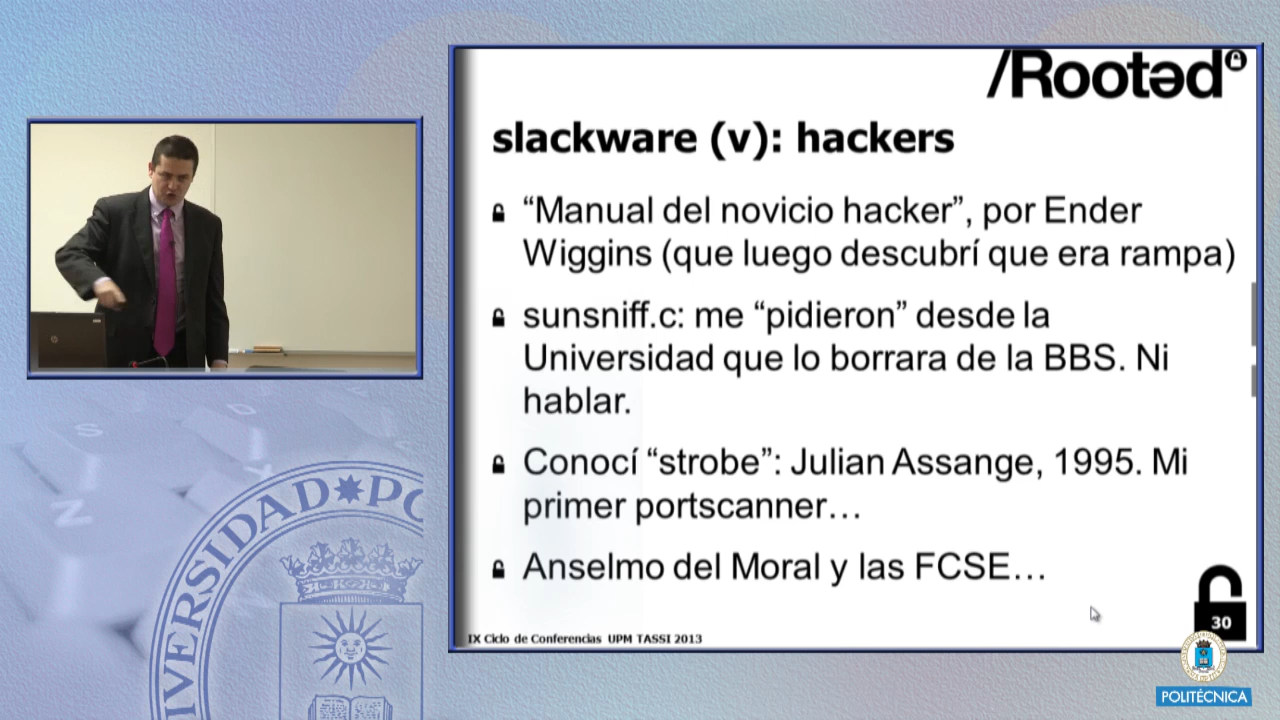 /Rootəd
slackware (v): hackers
“Manual del novicio hacker”, por Ender
Wiggins (que luego descubrí que era rampa)
sunsniff.c: me “pidieron” desde la
Universidad que lo borrara de la BBS. Ni
hablar.
Conocí “strobe”: Julian Assange, 1995. Mi
primer portscanner…
Anselmo del Moral y las FCSE…
IX Ciclo de Conferencias UPM TASSI 2013
30
POLITÉCNICA